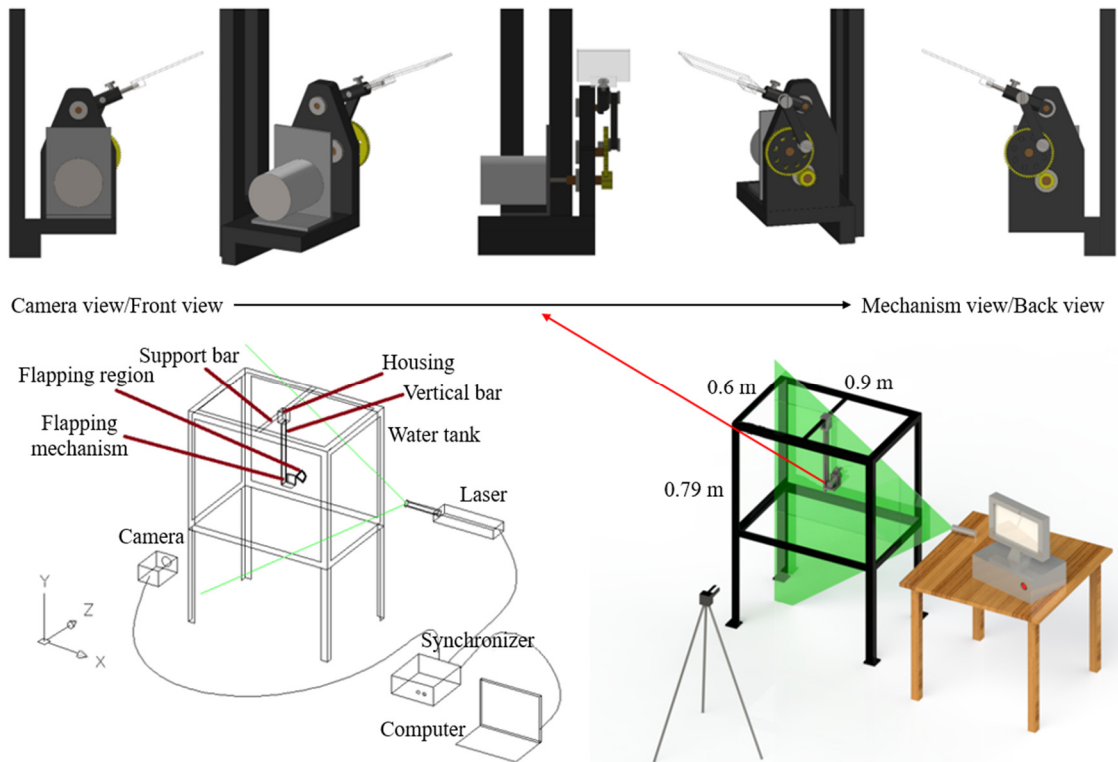 Camera view/Front view
Mechanism view/Back view
Support bar
Housing
Flapping region
Vertical bar
Flapping
mechanism
Water tank
Laser
Camera
Y
Z
X
Synchronizer
Computer
0.6 m
0.9 m
0.79 m